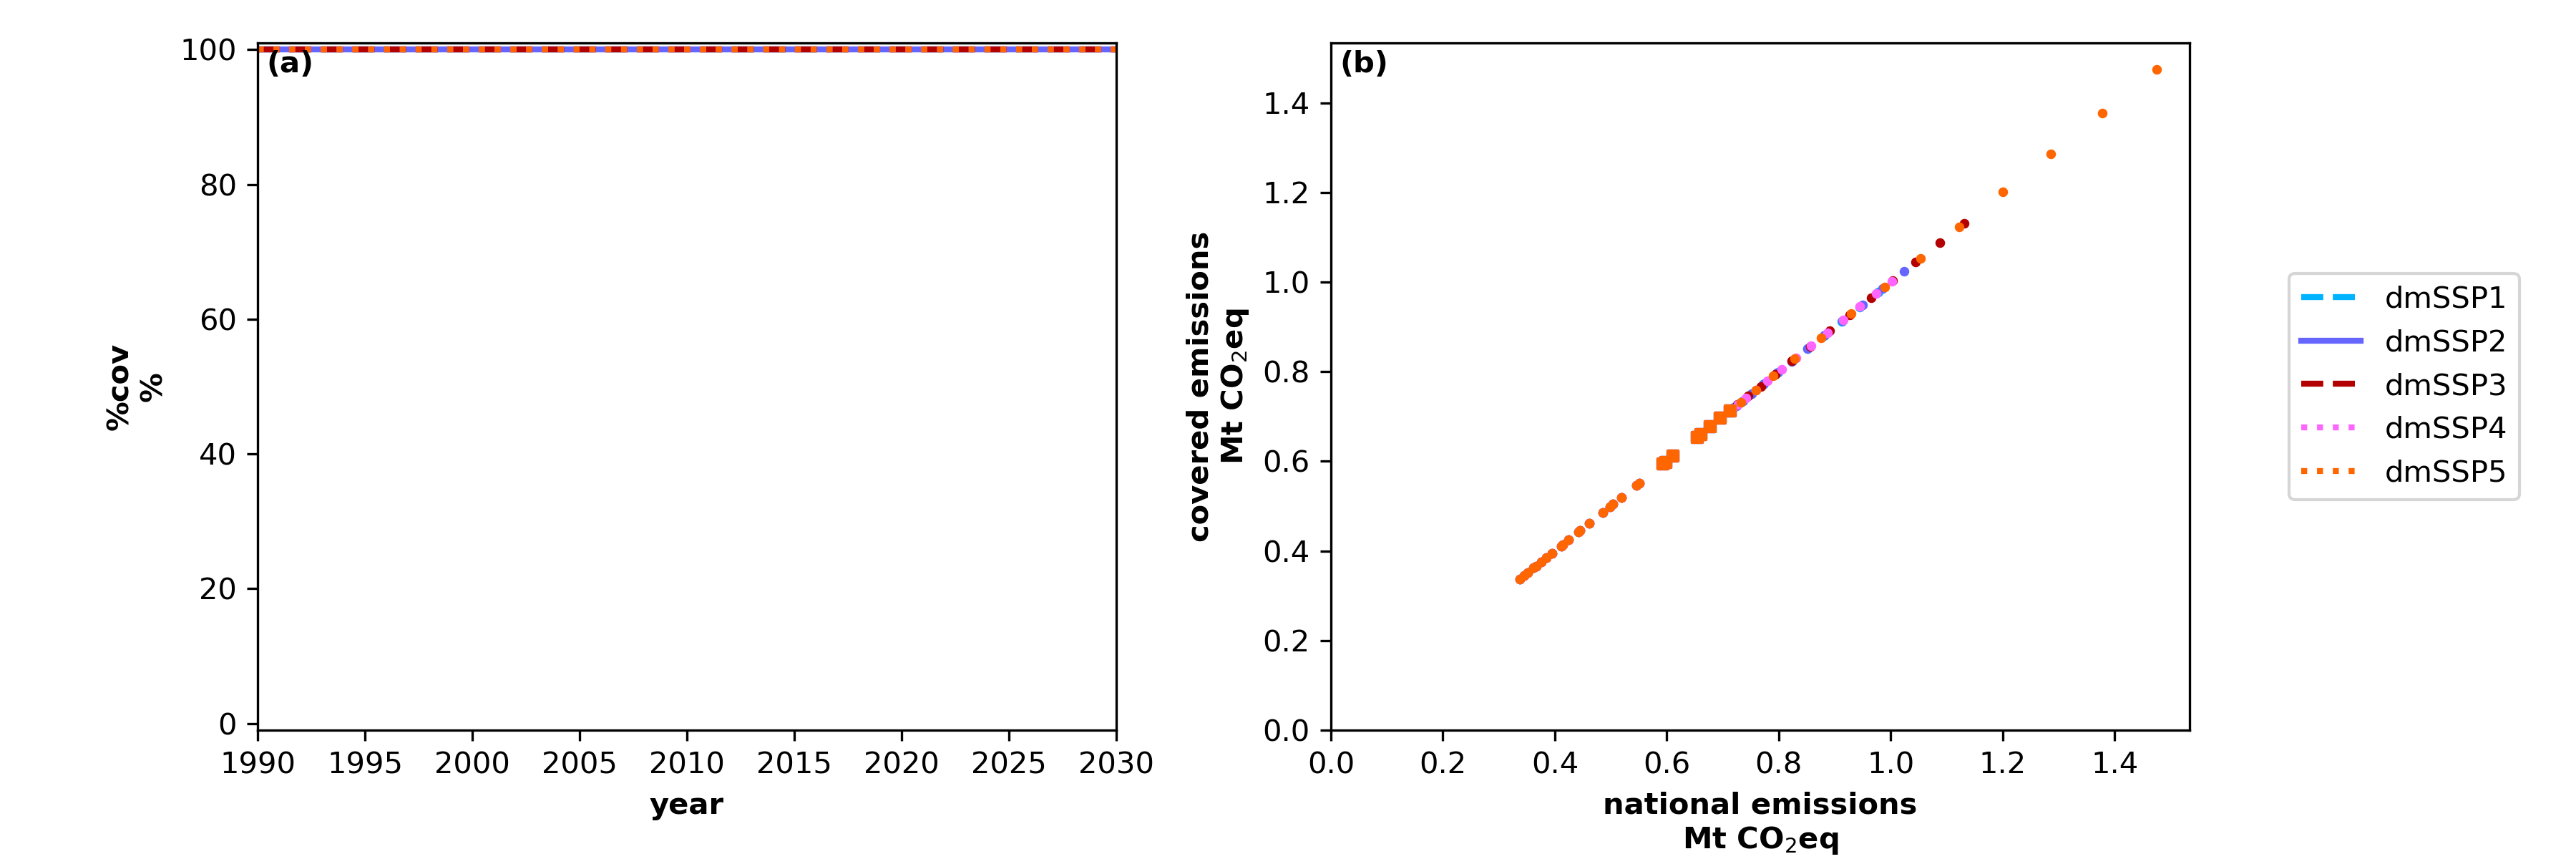 (a)
100
80
60
40
20
0
%cov
%
1990 1995 2000 2005 2010 2015 2020 2025 2030
year
(b)
1.4
1.2
1.0
0.8
0.6
0.4
0.2
0.0
covered emissions
Mt CO₂eq
0.0 0.2 0.4 0.6 0.8 1.0 1.2 1.4
national emissions
Mt CO₂eq
dmSSP1
dmSSP2
dmSSP3
dmSSP4
dmSSP5